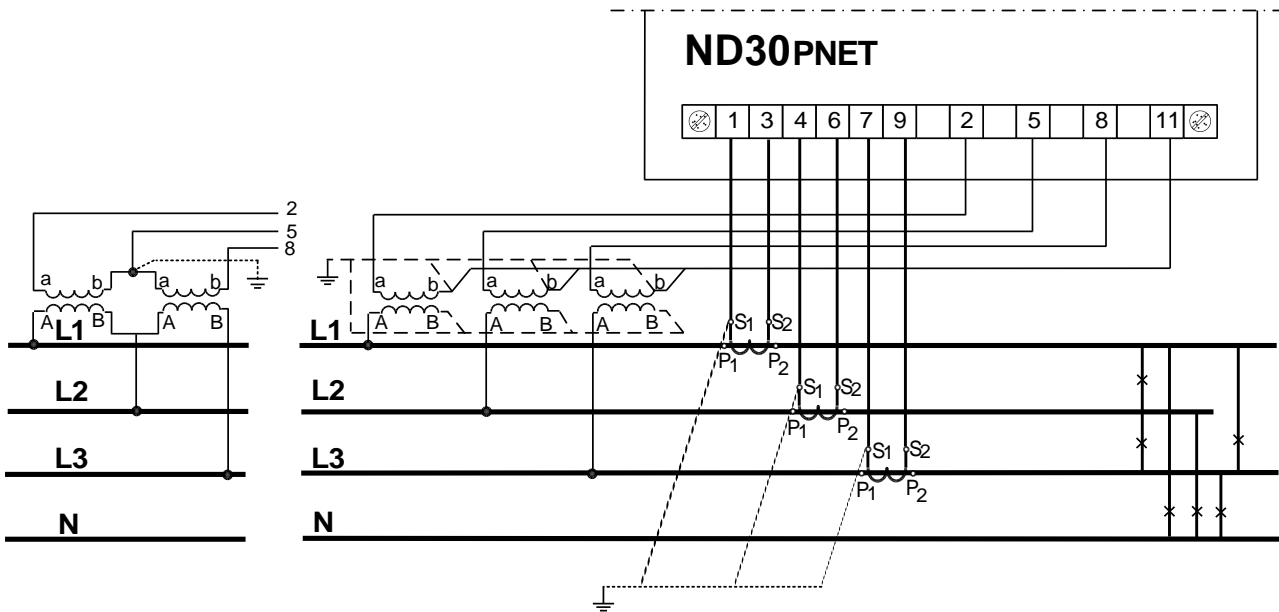 ND30PNET
1 3 4 6 7 9 2 5 8 11
2
5
8
a b a b
A B A B
L1
L2
L3
N
a b a b a b
A B A B A B
L1
L2
L3
N
S1 S2
P1 P2
S1 S2
P1 P2
S1 S2
P1 P2